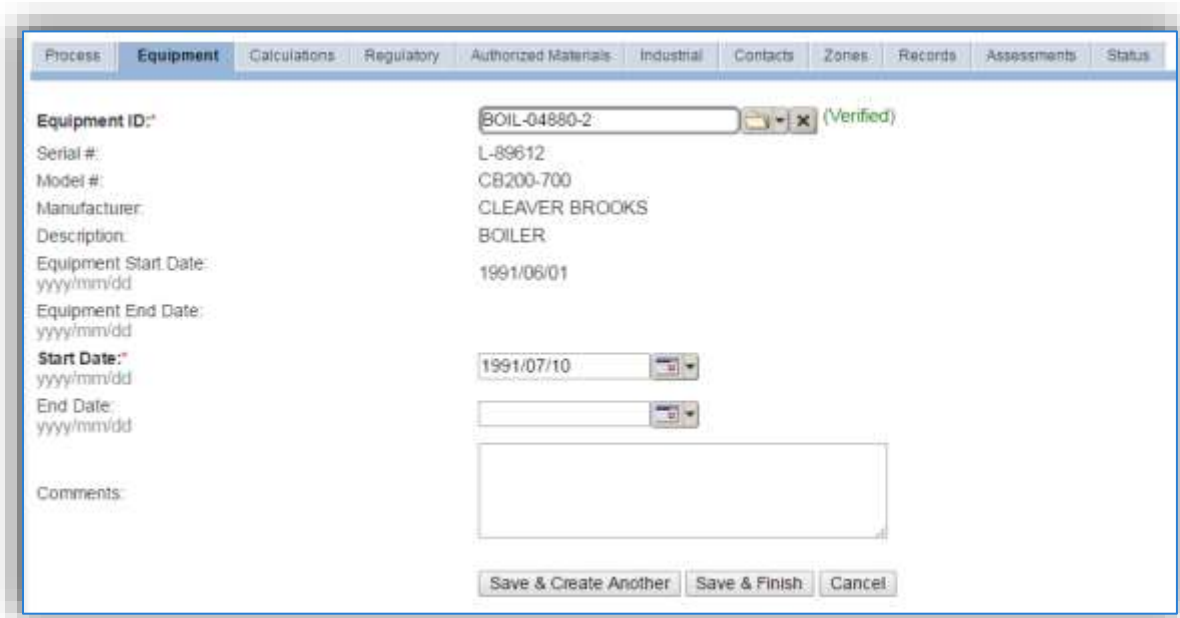 Process Equipment Calculations Regulatory Authorized Materials Industrial Contacts Zones Records Assessments Status
Equipment ID:* BOIL-04880-2 (Verified)
Serial #: L-89612
Model #: CB200-700
Manufacturer: CLEAVER BROOKS
Description: BOILER
Equipment Start Date: 1991/06/01
yyyy/mm/dd
Equipment End Date:
yyyy/mm/dd
Start Date:* 1991/07/10
yyyy/mm/dd
End Date:
yyyy/mm/dd
Comments:
Save & Create Another Save & Finish Cancel